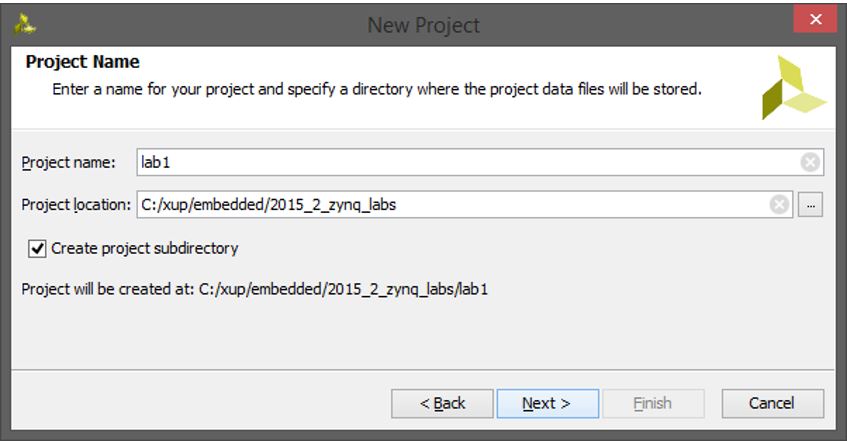 New Project
Project Name
Enter a name for your project and specify a directory where the project data files will be stored.
Project name: lab1
Project location: C:/xup/embedded/2015_2_zynq_labs ...
Create project subdirectory
Project will be created at: C:/xup/embedded/2015_2_zynq_labs/lab1
< Back Next > Finish Cancel